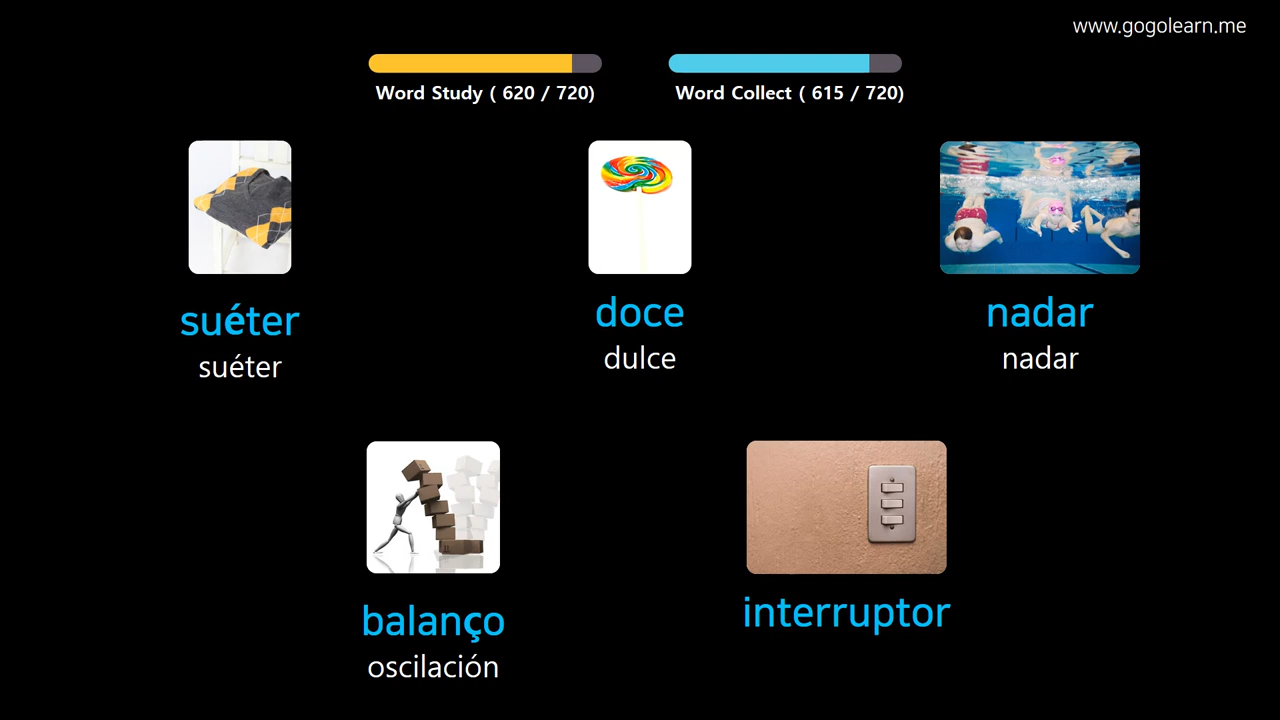 www.gogolearn.me
Word Study ( 620 / 720)
Word Collect ( 615 / 720)
suéter
suéter
doce
dulce
nadar
nadar
balanço
oscilación
interruptor